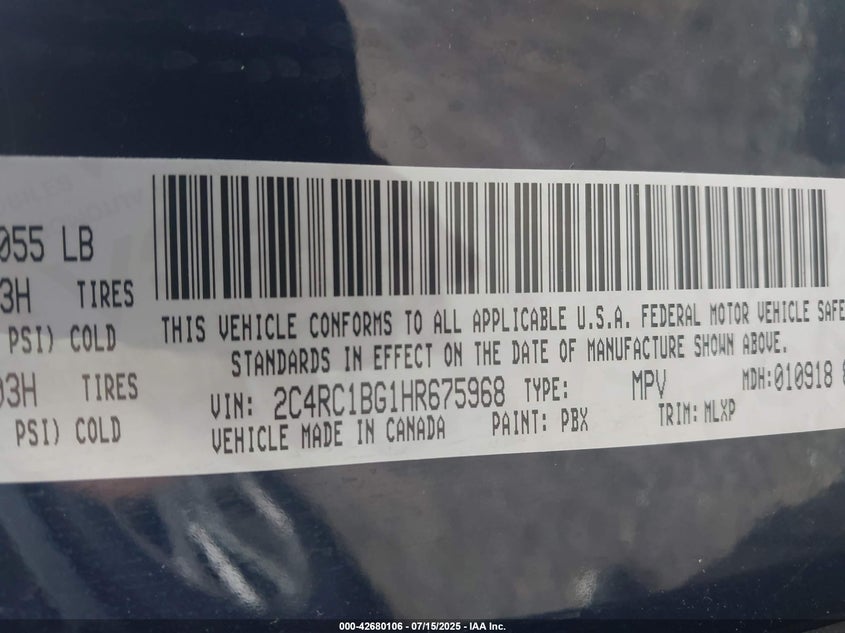 055 LB
3H TIRES
PSI) COLD
03H TIRES
PSI) COLD
THIS VEHICLE CONFORMS TO ALL APPLICABLE U.S.A. FEDERAL MOTOR VEHICLE SAFE
STANDARDS IN EFFECT ON THE DATE OF MANUFACTURE SHOWN ABOVE.
VIN: 2C4RC1BG1HR675968 TYPE: MPV MDH:010918
VEHICLE MADE IN CANADA PAINT: PBX TRIM: MLXP
000-42680106 - 07/15/2025 - IAA Inc.